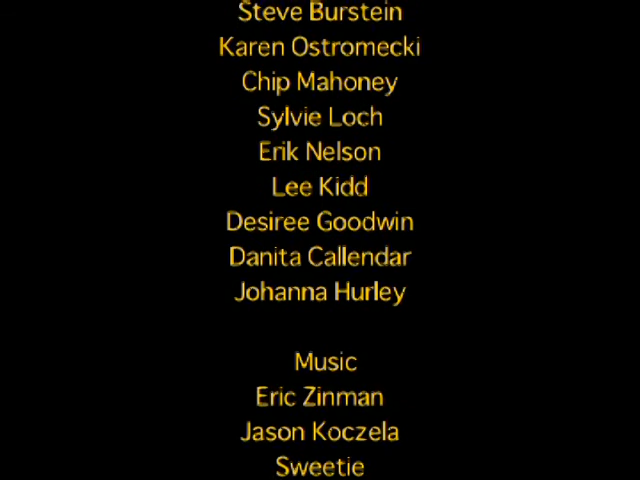 Steve Burstein
Karen Ostromecki
Chip Mahoney
Sylvie Loch
Erik Nelson
Lee Kidd
Desiree Goodwin
Danita Callendar
Johanna Hurley
Music
Eric Zinman
Jason Koczela
Sweetie